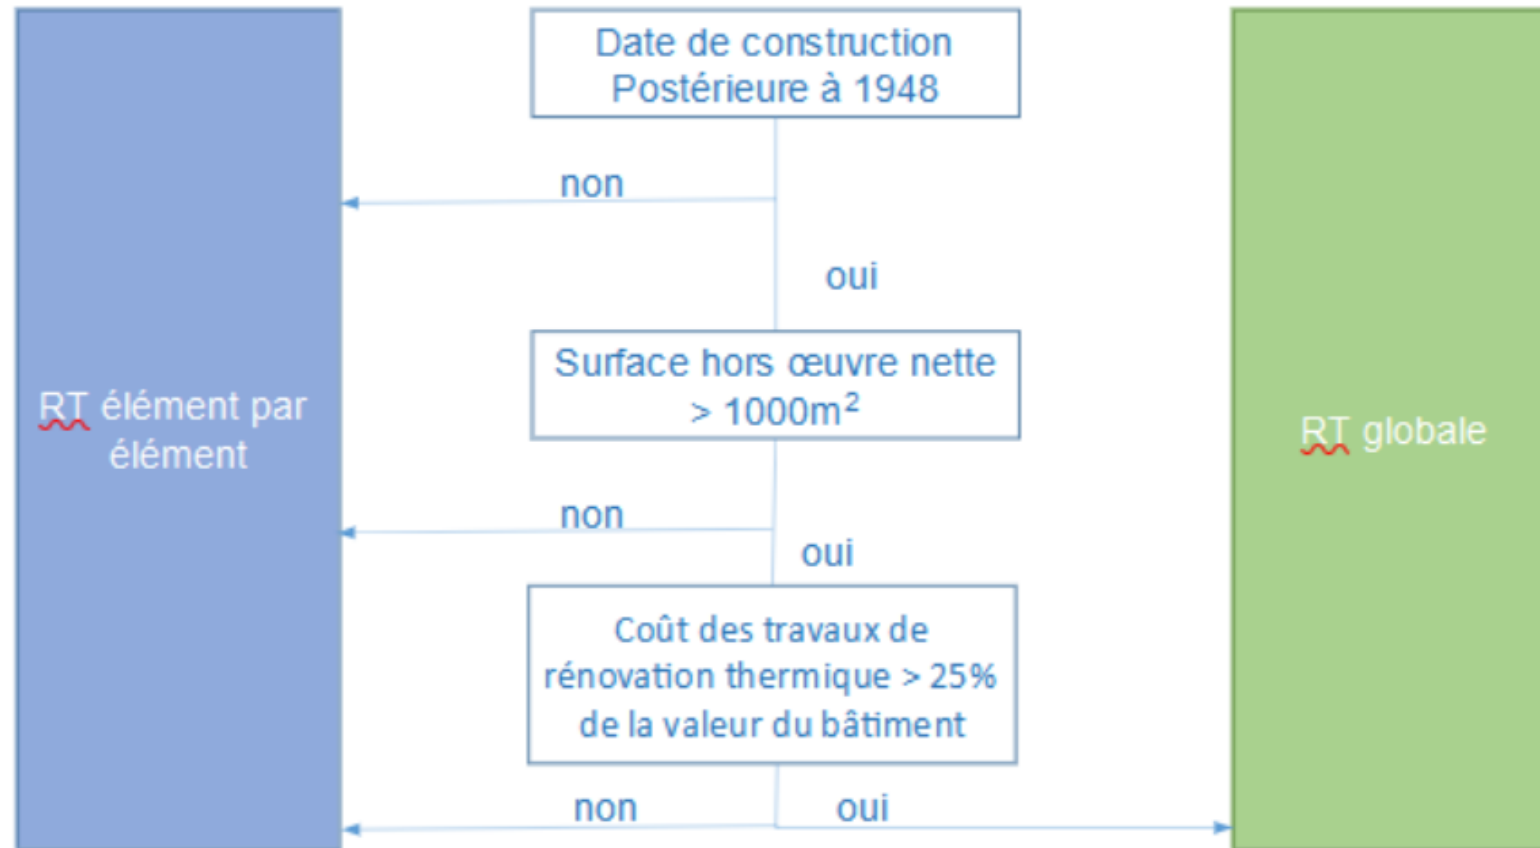 Date de construction
Postérieure à 1948
non
oui
Surface hors œuvre nette
> 1000m²
RT élément par
élément
RT globale
non
oui
Coût des travaux de
rénovation thermique > 25%
de la valeur du bâtiment
non
oui